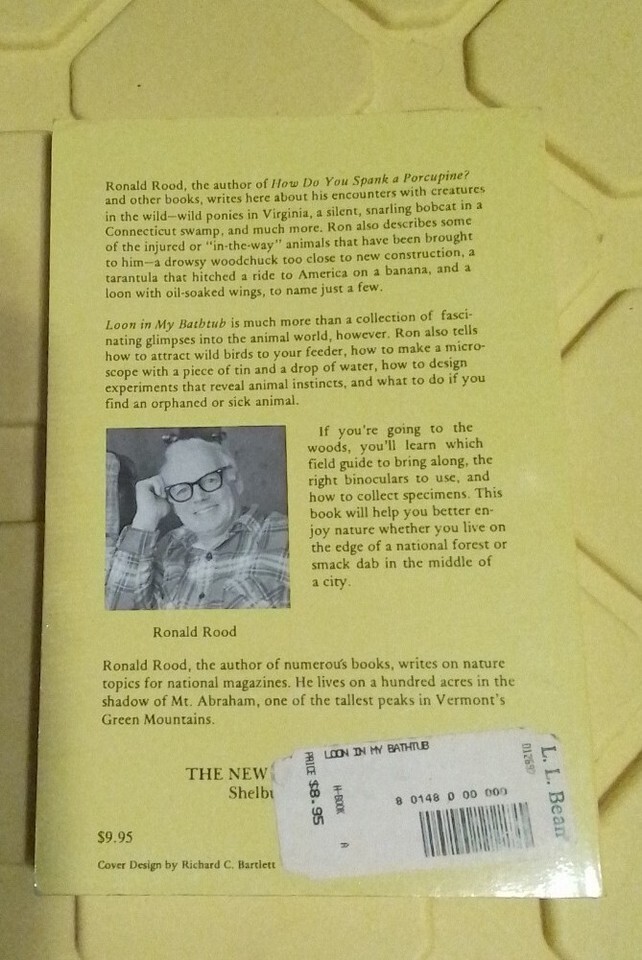 Ronald Rood, the author of How Do You Spank a Porcupine?
and other books, writes here about his encounters with creatures
in the wild—wild ponies in Virginia, a silent, snarling bobcat in a
Connecticut swamp, and much more. Ron also describes some
of the injured or "in-the-way" animals that have been brought
to him—a drowsy woodchuck too close to new construction, a
tarantula that hitched a ride to America on a banana, and a
loon with oil-soaked wings, to name just a few.
Loon in My Bathtub is much more than a collection of fasci-
nating glimpses into the animal world, however. Ron also tells
how to attract wild birds to your feeder, how to make a micro-
scope with a piece of tin and a drop of water, how to design
experiments that reveal animal instincts, and what to do if you
find an orphaned or sick animal.
If you're going to the
woods, you'll learn which
field guide to bring along, the
right binoculars to use, and
how to collect specimens. This
book will help you better en-
joy nature whether you live on
the edge of a national forest or
smack dab in the middle of
a city.
Ronald Rood
Ronald Rood, the author of numerous books, writes on nature
topics for national magazines. He lives on a hundred acres in the
shadow of Mt. Abraham, one of the tallest peaks in Vermont's
Green Mountains.
THE NEW
Shelbu
$9.95
Cover Design by Richard C. Bartlett
LOON IN MY BATHTUB
PRICE $8.95
H-BOOK A
8 0148 0 00 000
L. L. Bean